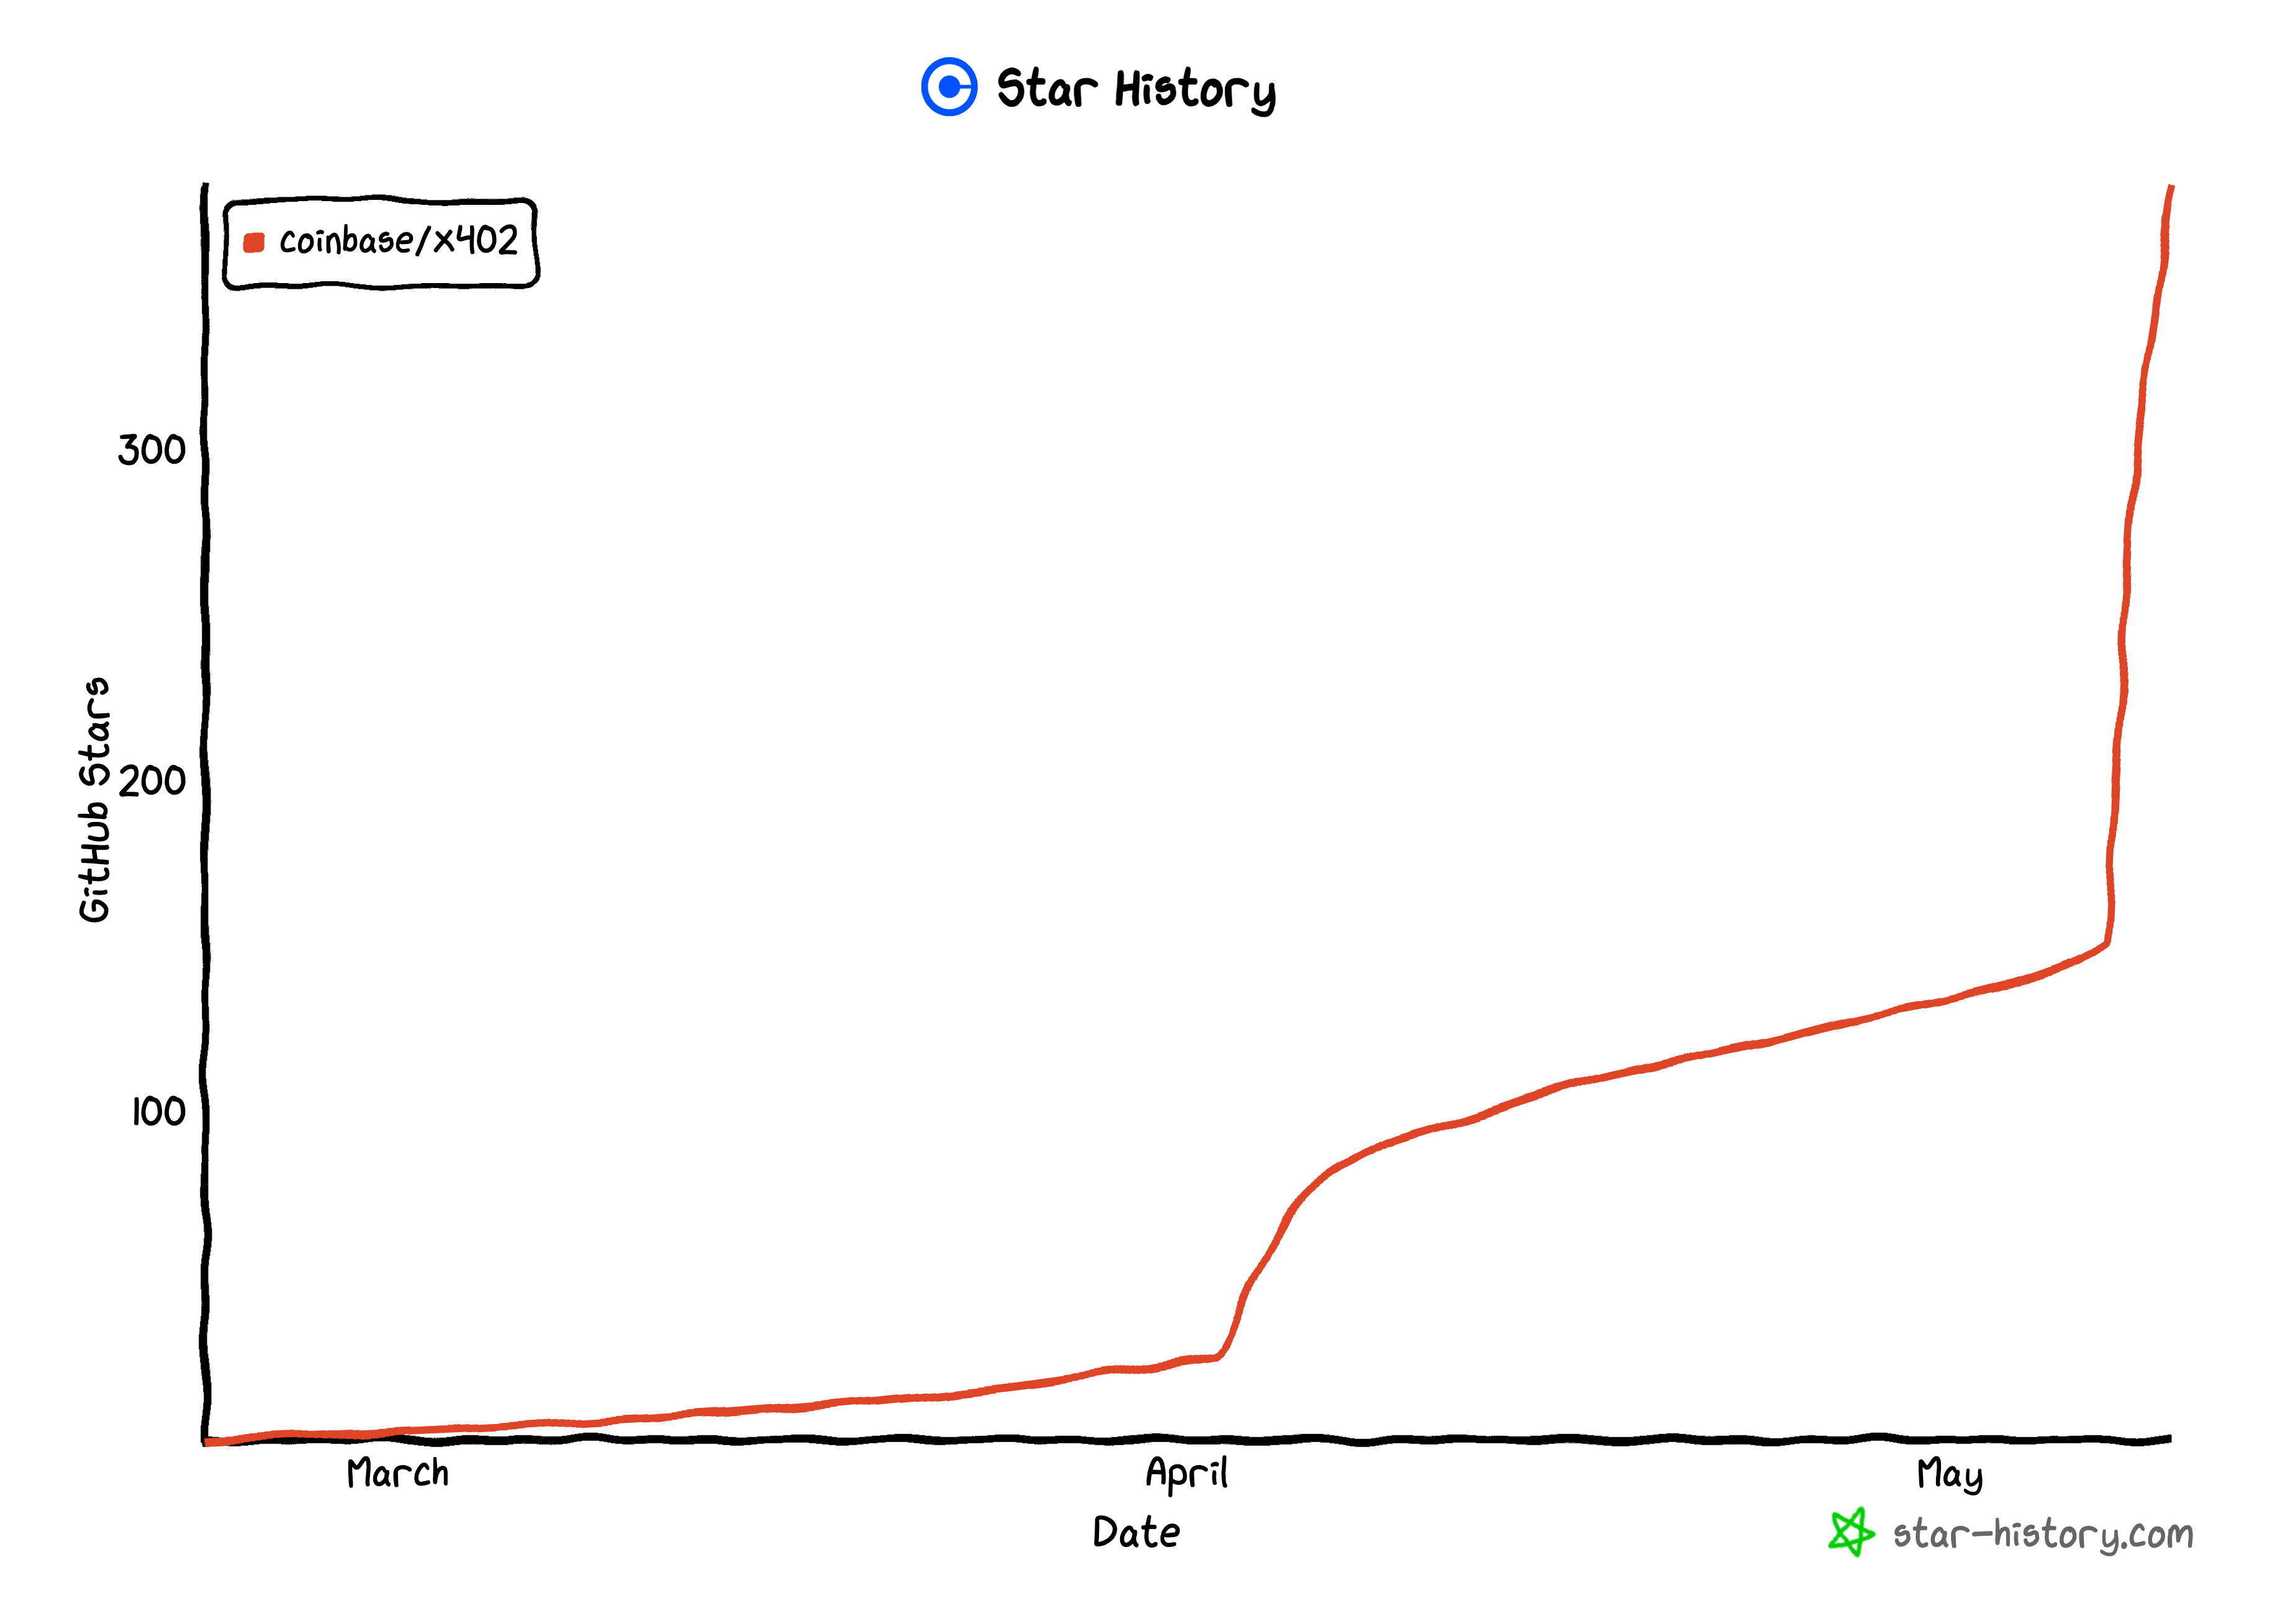 Star History
coinbase/x402
GitHub Stars
300
200
100
March
April
May
Date
star-history.com